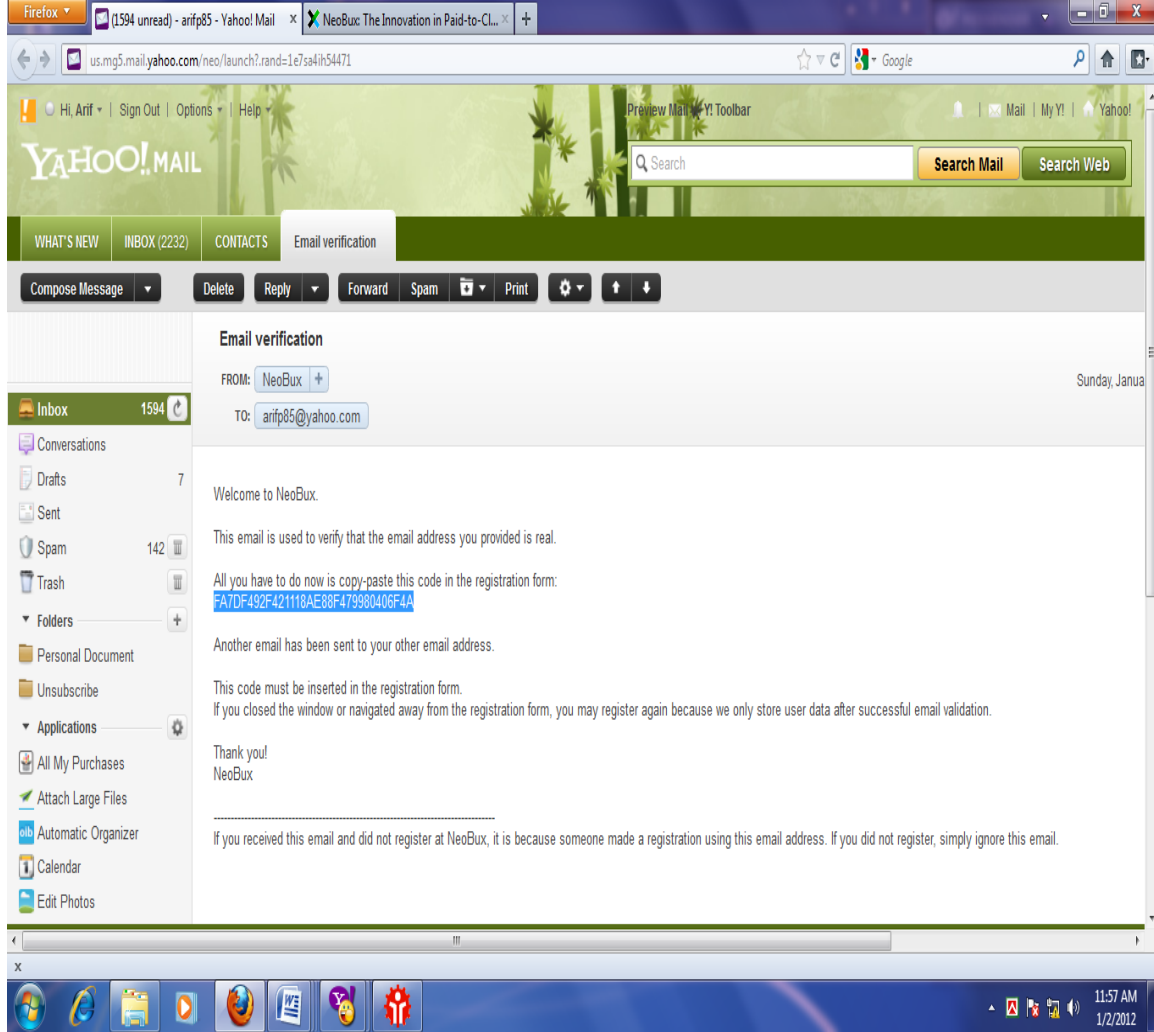 Firefox
(1594 unread) - arifp85 - Yahoo! Mail x NeoBux: The Innovation in Paid-to-Cl... x +
us.mg5.mail.yahoo.com/neo/launch?.rand=1e7sa4ih54471 Google
Hi, Arif | Sign Out | Options | Help Preview Mail Y! Toolbar | Mail | My Y! | Yahoo!
YAHOO! MAIL Search Search Mail Search Web
WHAT'S NEW INBOX (2232) CONTACTS Email verification
Compose Message Delete Reply Forward Spam Print
Email verification
FROM: NeoBux + Sunday, Janua
TO: arifp85@yahoo.com
Inbox 1594
Conversations
Drafts 7
Sent
Spam 142
Trash
Folders +
Personal Document
Unsubscribe
Applications
All My Purchases
Attach Large Files
olb Automatic Organizer
1 Calendar
Edit Photos
Welcome to NeoBux.
This email is used to verify that the email address you provided is real.
All you have to do now is copy-paste this code in the registration form:
FA7DF492F421118AE88F479980406F4A
Another email has been sent to your other email address.
This code must be inserted in the registration form.
If you closed the window or navigated away from the registration form, you may register again because we only store user data after successful email validation.
Thank you!
NeoBux
--------------------------------------------------------------------------------
If you received this email and did not register at NeoBux, it is because someone made a registration using this email address. If you did not register, simply ignore this email.
x
11:57 AM
1/2/2012